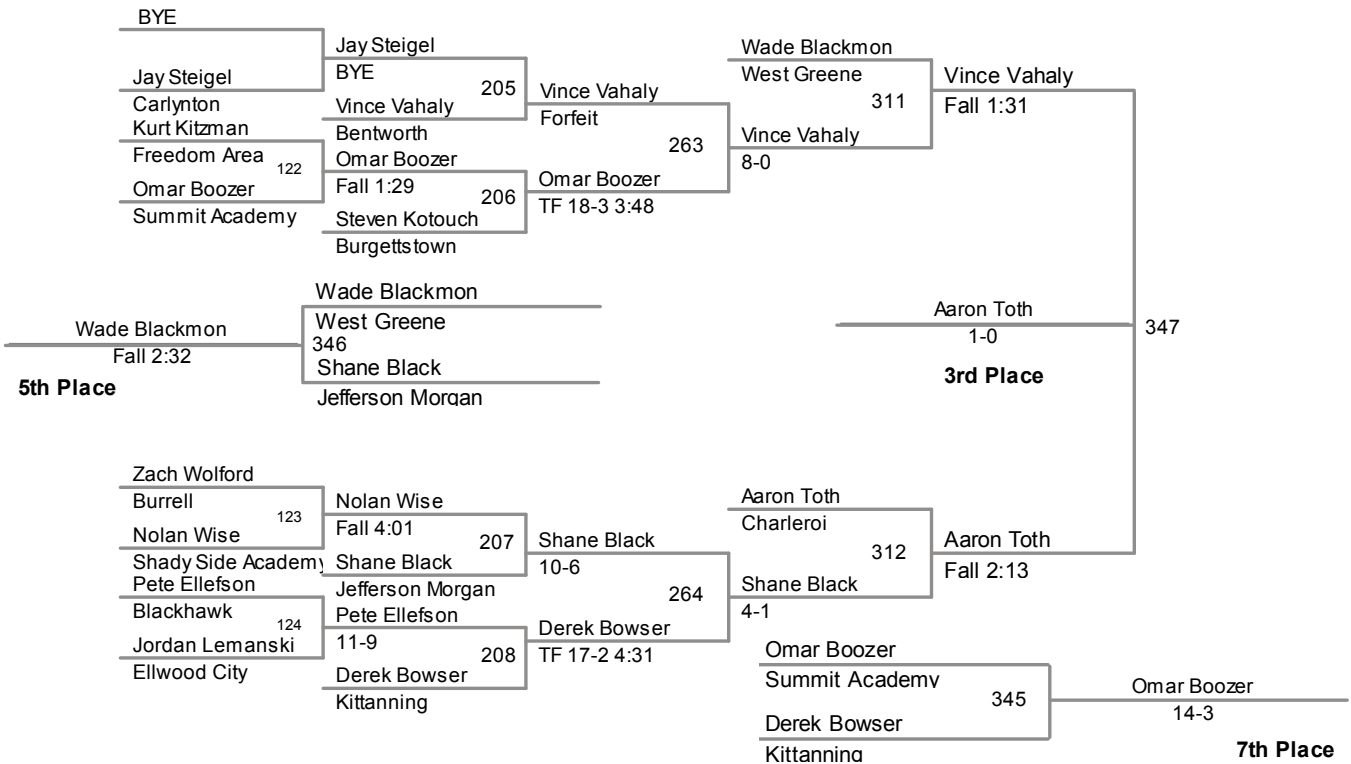 BYE
Jay Steigel
Carlynton
Kurt Kitzman
Freedom Area
122
Omar Boozer
Summit Academy
Jay Steigel
BYE
205
Vince Vahaly
Bentworth
Omar Boozer
Fall 1:29
206
Steven Kotouch
Burgettstown
Vince Vahaly
Forfeit
263
Omar Boozer
TF 18-3 3:48
Wade Blackmon
West Greene
311
Vince Vahaly
8-0
Vince Vahaly
Fall 1:31
Wade Blackmon
Fall 2:32
5th Place
Wade Blackmon
West Greene
346
Shane Black
Jefferson Morgan
Aaron Toth
1-0
3rd Place
347
Zach Wolford
Burrell
123
Nolan Wise
Shady Side Academy
Pete Ellefson
Blackhawk
124
Jordan Lemanski
Ellwood City
Nolan Wise
Fall 4:01
207
Shane Black
Jefferson Morgan
Pete Ellefson
11-9
208
Derek Bowser
Kittanning
Shane Black
10-6
264
Derek Bowser
TF 17-2 4:31
Aaron Toth
Charleroi
312
Shane Black
4-1
Aaron Toth
Fall 2:13
Omar Boozer
Summit Academy
345
Derek Bowser
Kittanning
Omar Boozer
14-3
7th Place